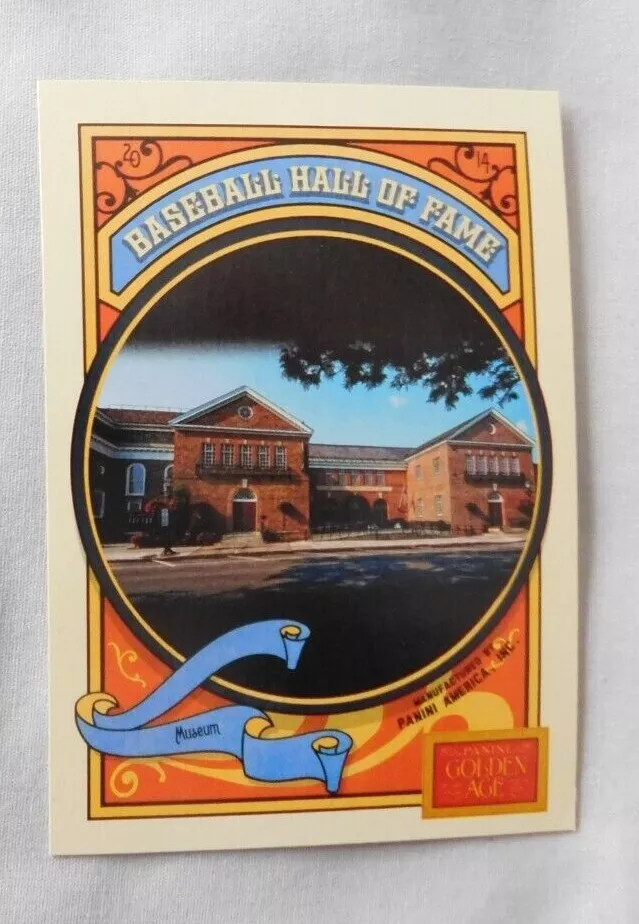 20 14
BASEBALL HALL OF FAME
MANUFACTURED BY
PANINI AMERICA, INC.
Museum
PANINI
GOLDEN
AGE